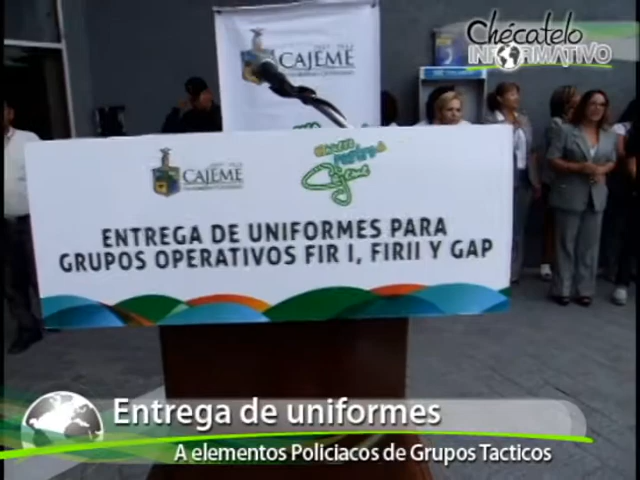 Chécatelo
INFORMATIVO
CAJEME
CAJEME
ENTREGA DE UNIFORMES PARA
GRUPOS OPERATIVOS FIR I, FIRII Y GAP
Entrega de uniformes
A elementos Policiacos de Grupos Tacticos